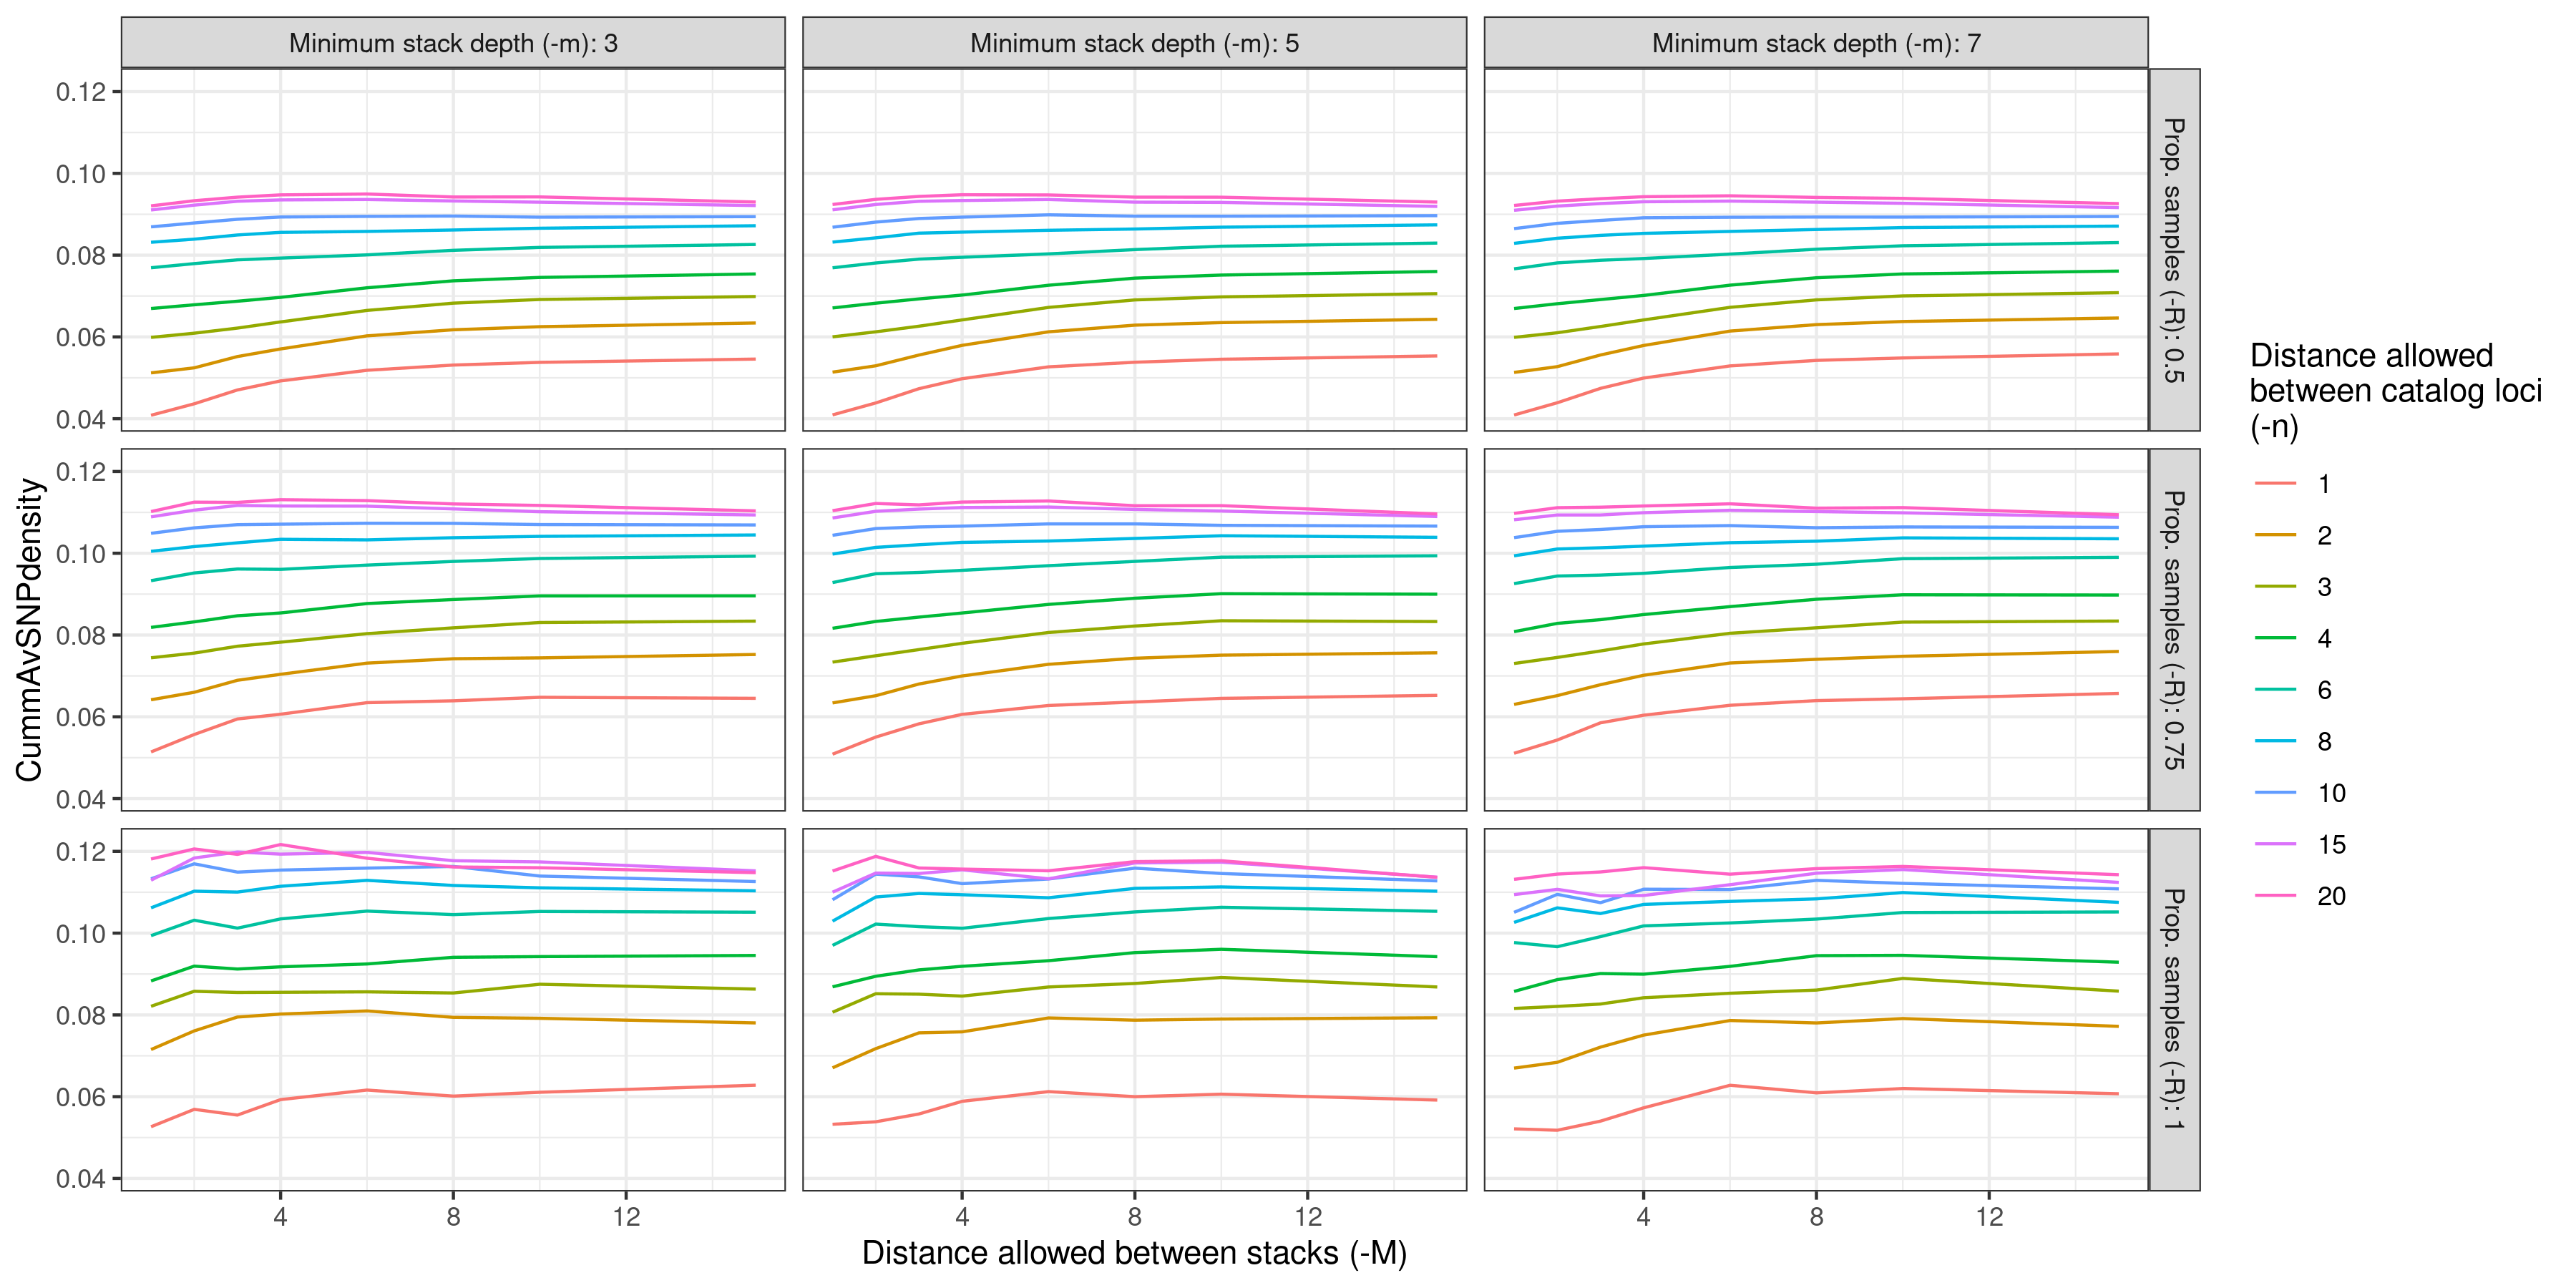 Minimum stack depth (-m): 3
Minimum stack depth (-m): 5
Minimum stack depth (-m): 7
0.12
0.10
0.08
0.06
0.04
Prop. samples (-R): 0.5
0.12
0.10
0.08
0.06
0.04
Prop. samples (-R): 0.75
0.12
0.10
0.08
0.06
0.04
Prop. samples (-R): 1
CummAvSNPdensity
4 8 12
4 8 12
4 8 12
Distance allowed between stacks (-M)
Distance allowed
between catalog loci
(-n)
1
2
3
4
6
8
10
15
20